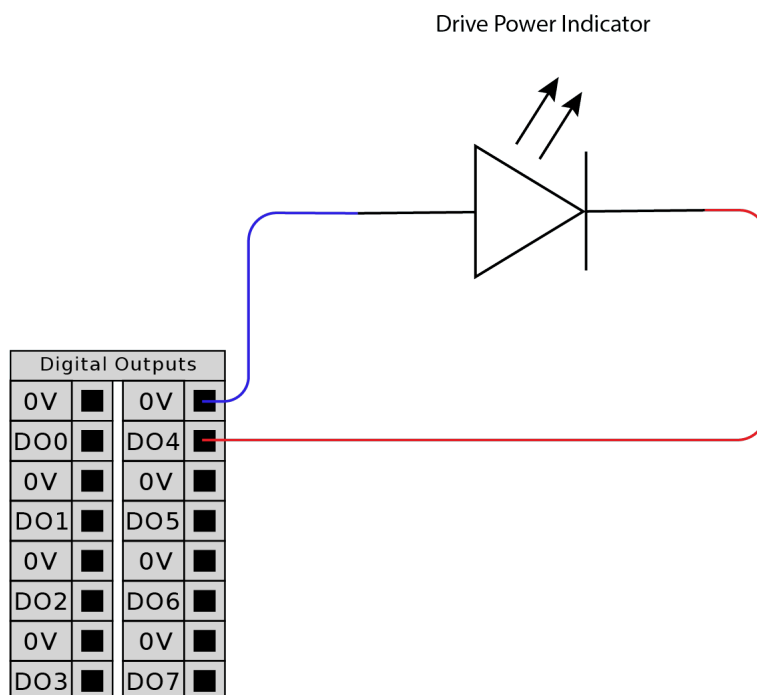 Drive Power Indicator
Digital Outputs
0V 0V
DO0 DO4
0V 0V
DO1 DO5
0V 0V
DO2 DO6
0V 0V
DO3 DO7